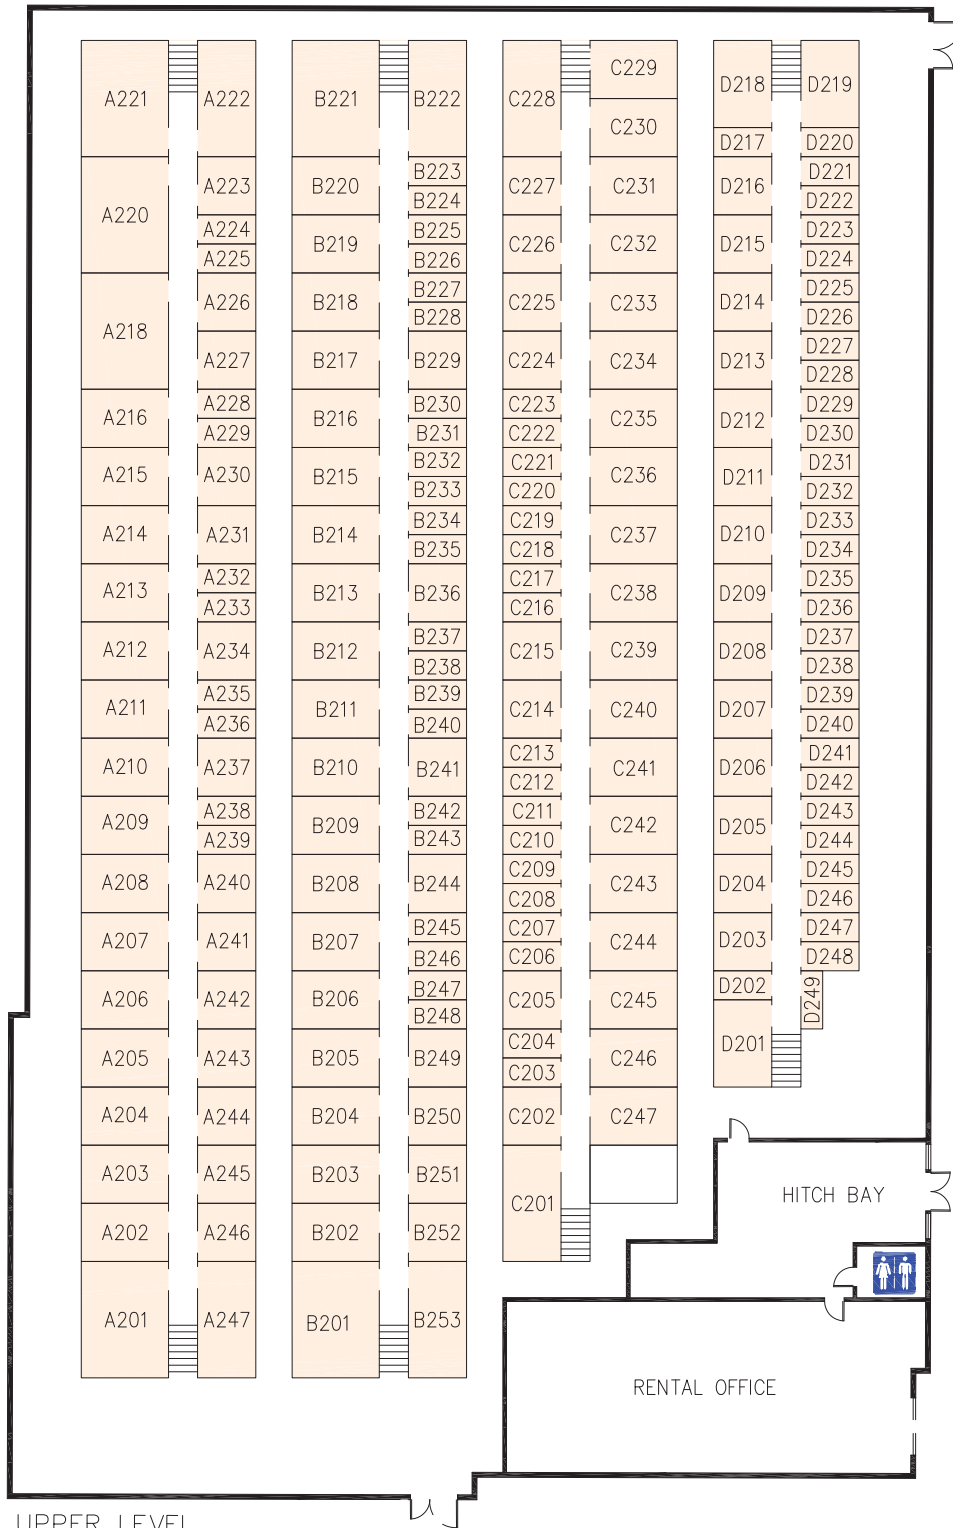 A221
A220
A218
A216
A215
A214
A213
A212
A211
A210
A209
A208
A207
A206
A205
A204
A203
A202
A201
A222
A223
A224
A225
A226
A227
A228
A229
A230
A231
A232
A233
A234
A235
A236
A237
A238
A239
A240
A241
A242
A243
A244
A245
A246
A247
B221
B220
B219
B218
B217
B216
B215
B214
B213
B212
B211
B210
B209
B208
B207
B206
B205
B204
B203
B202
B201
B222
B223
B224
B225
B226
B227
B228
B229
B230
B231
B232
B233
B234
B235
B236
B237
B238
B239
B240
B241
B242
B243
B244
B245
B246
B247
B248
B249
B250
B251
B252
B253
C228
C227
C226
C225
C224
C223
C222
C221
C220
C219
C218
C217
C216
C215
C214
C213
C212
C211
C210
C209
C208
C207
C206
C205
C204
C203
C202
C201
C229
C230
C231
C232
C233
C234
C235
C236
C237
C238
C239
C240
C241
C242
C243
C244
C245
C246
C247
D218
D217
D216
D215
D214
D213
D212
D211
D210
D209
D208
D207
D206
D205
D204
D203
D202
D201
D219
D220
D221
D222
D223
D224
D225
D226
D227
D228
D229
D230
D231
D232
D233
D234
D235
D236
D237
D238
D239
D240
D241
D242
D243
D244
D245
D246
D247
D248
D249
HITCH BAY
RENTAL OFFICE
UPPER LEVEL